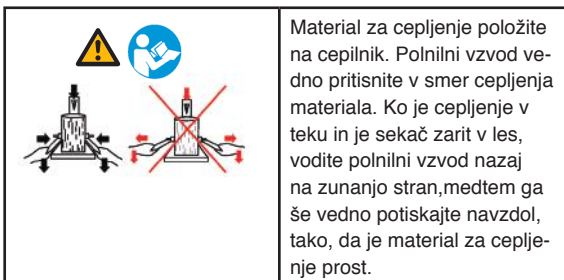 Material za cepljenje položite
na cepilnik. Polnilni vzvod ve-
dno pritisnite v smer cepljenja
materiala. Ko je cepljenje v
teku in je sekač zarit v les,
vodite polnilni vzvod nazaj
na zunanjo stran,medtem ga
še vedno potiskajte navzdol,
tako, da je material za ceplje-
nje prost.